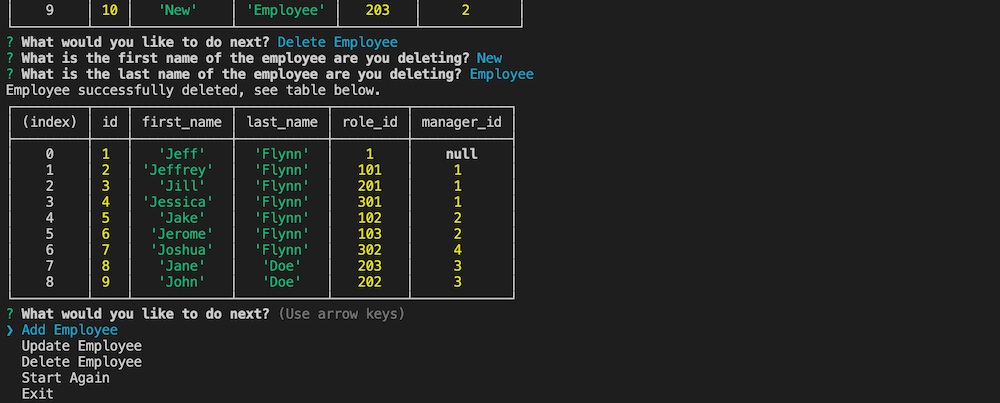 9 10 'New' 'Employee' 203 2
? What would you like to do next? Delete Employee
? What is the first name of the employee are you deleting? New
? What is the last name of the employee are you deleting? Employee
Employee successfully deleted, see table below.
(index) id first_name last_name role_id manager_id
0 1 'Jeff' 'Flynn' 1 null
1 2 'Jeffrey' 'Flynn' 101 1
2 3 'Jill' 'Flynn' 201 1
3 4 'Jessica' 'Flynn' 301 1
4 5 'Jake' 'Flynn' 102 2
5 6 'Jerome' 'Flynn' 103 2
6 7 'Joshua' 'Flynn' 302 4
7 8 'Jane' 'Doe' 203 3
8 9 'John' 'Doe' 202 3
? What would you like to do next? (Use arrow keys)
❯ Add Employee
Update Employee
Delete Employee
Start Again
Exit